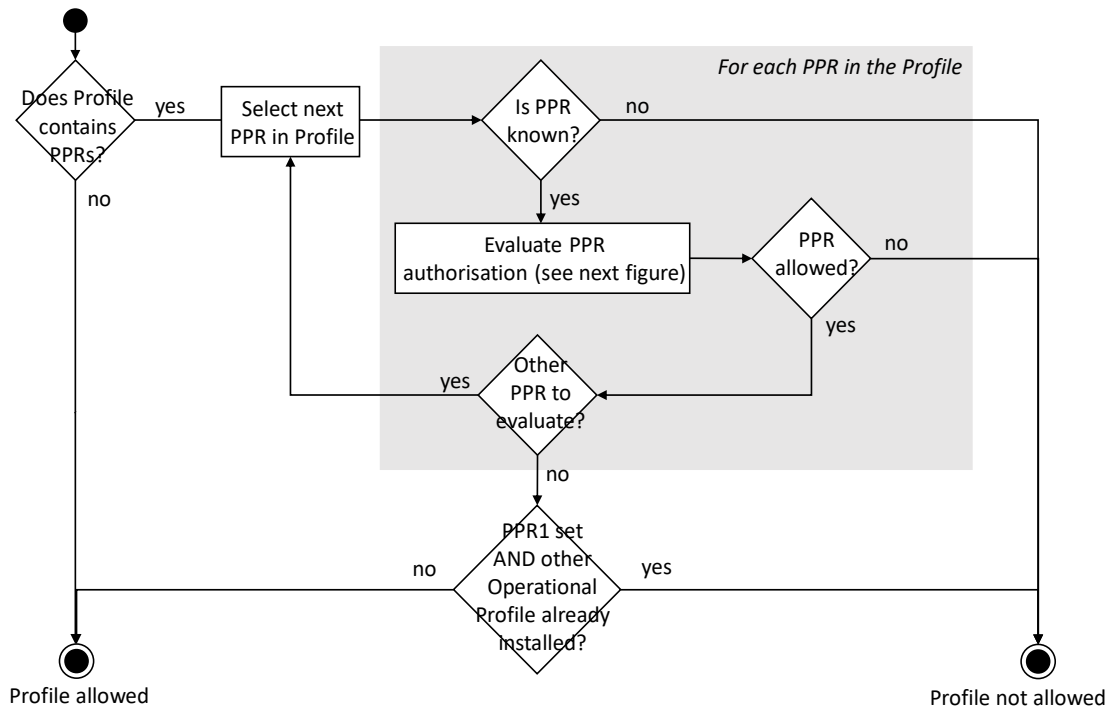 For each PPR in the Profile
Does Profile
contains
PPRs?
yes
no
Select next
PPR in Profile
Is PPR
known?
no
yes
Evaluate PPR
authorisation (see next figure)
PPR
allowed?
no
yes
Other
PPR to
evaluate?
yes
no
PPR1 set
AND other
Operational
Profile already
installed?
no
yes
Profile allowed
Profile not allowed